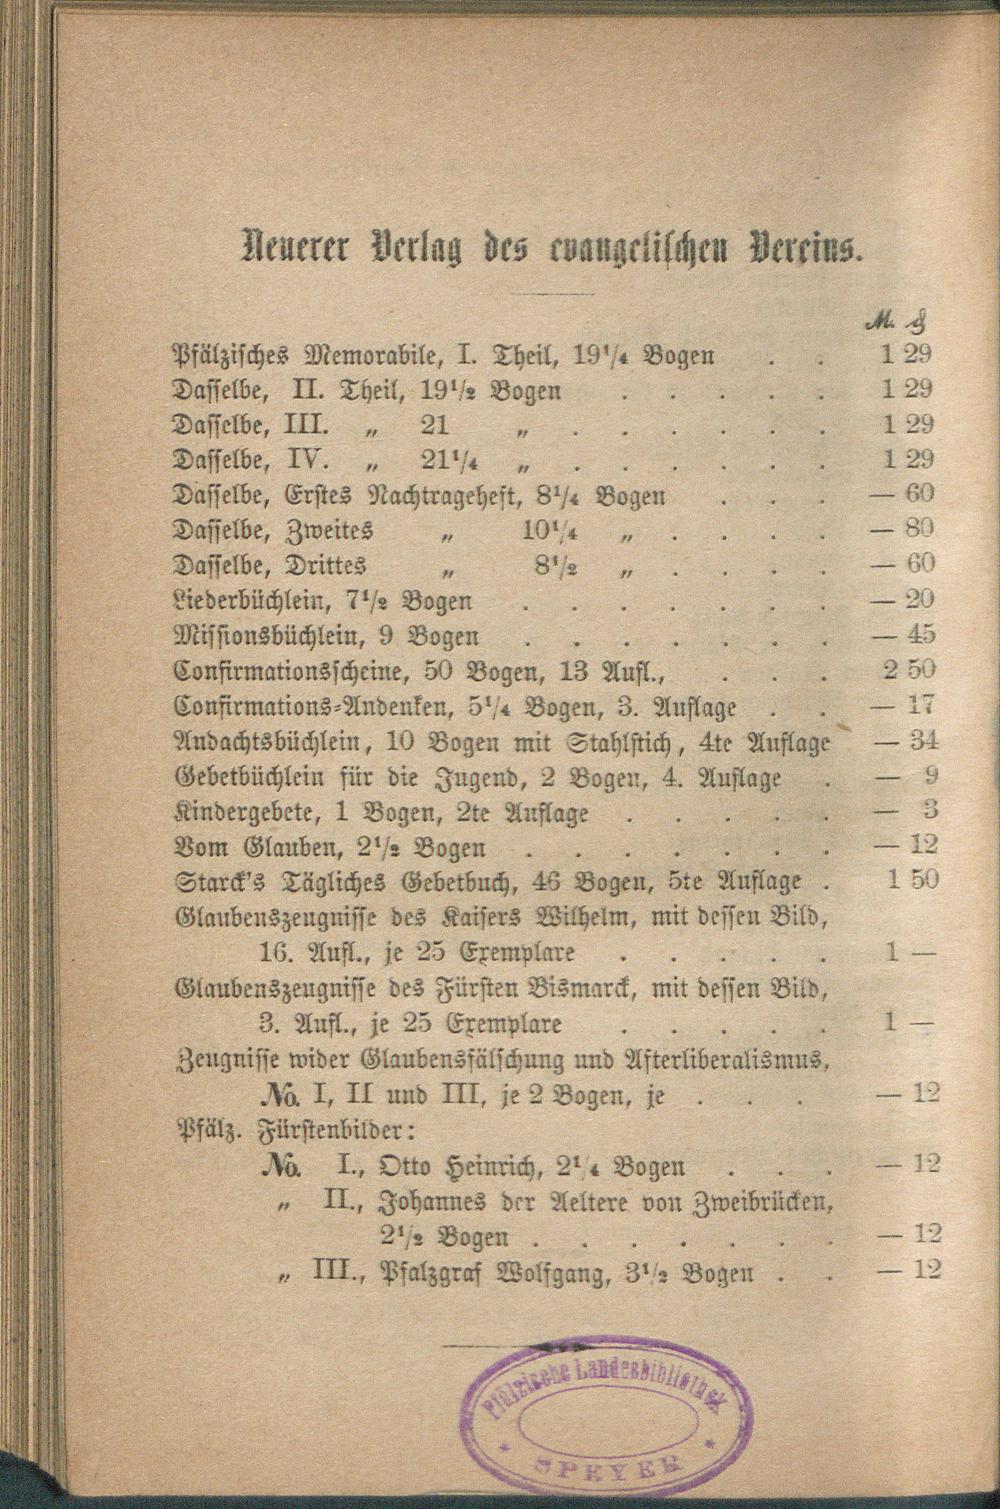 Neuerer Verlag des evangelischen Vereins.
M. ₰
Pfälzisches Memorabile, I. Theil, 19¹/₄ Bogen . . 1 29
Dasselbe, II. Theil, 19¹/₂ Bogen . . . . . 1 29
Dasselbe, III. „ 21 „ . . . . . . 1 29
Dasselbe, IV. „ 21¹/₄ „ . . . . . . 1 29
Dasselbe, Erstes Nachtrageheft, 8¹/₄ Bogen . . . — 60
Dasselbe, Zweites „ 10¹/₄ „ . . . . — 80
Dasselbe, Drittes „ 8¹/₂ „ . . . . — 60
Liederbüchlein, 7¹/₂ Bogen . . . . . . . — 20
Missionsbüchlein, 9 Bogen . . . . . . . — 45
Confirmationsscheine, 50 Bogen, 13 Aufl., . . . 2 50
Confirmations-Andenken, 5¹/₄ Bogen, 3. Auflage . . — 17
Andachtsbüchlein, 10 Bogen mit Stahlstich, 4te Auflage — 34
Gebetbüchlein für die Jugend, 2 Bogen, 4. Auflage . — 9
Kindergebete, 1 Bogen, 2te Auflage . . . . . — 3
Vom Glauben, 2¹/₂ Bogen . . . . . . . — 12
Starck's Tägliches Gebetbuch, 46 Bogen, 5te Auflage . 1 50
Glaubenszeugnisse des Kaisers Wilhelm, mit dessen Bild,
16. Aufl., je 25 Exemplare . . . . . 1 —
Glaubenszeugnisse des Fürsten Bismarck, mit dessen Bild,
3. Aufl., je 25 Exemplare . . . . . 1 —
Zeugnisse wider Glaubensfälschung und Afterliberalismus,
No. I, II und III, je 2 Bogen, je . . . — 12
Pfälz. Fürstenbilder:
No. I., Otto Heinrich, 2¹/₄ Bogen . . . — 12
„ II., Johannes der Aeltere von Zweibrücken,
2¹/₂ Bogen . . . . . . . — 12
„ III., Pfalzgraf Wolfgang, 3¹/₂ Bogen . . — 12
Pfälzische Landesbibliothek
* SPEYER *